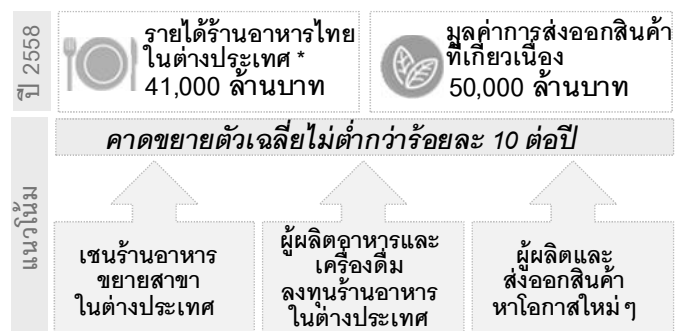 ปี 2558
รายได้ร้านอาหารไทย
ในต่างประเทศ *
41,000 ล้านบาท
มูลค่าการส่งออกสินค้า
ที่เกี่ยวเนื่อง
50,000 ล้านบาท
แนวโน้ม
คาดขยายตัวเฉลี่ยไม่ต่ำกว่าร้อยละ 10 ต่อปี
เชนร้านอาหาร
ขยายสาขา
ในต่างประเทศ
ผู้ผลิตอาหารและ
เครื่องดื่ม
ลงทุนร้านอาหาร
ในต่างประเทศ
ผู้ผลิตและ
ส่งออกสินค้า
หาโอกาสใหม่ๆ